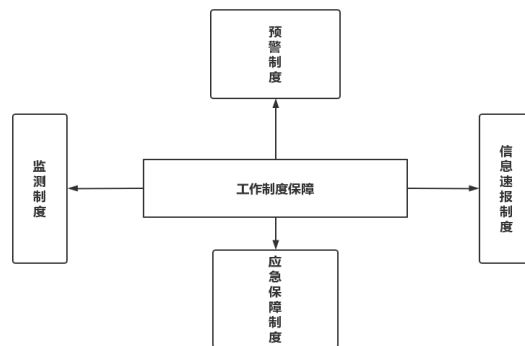 预警制度
监测制度
工作制度保障
信息速报制度
应急保障制度